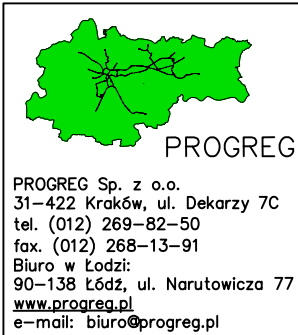 PROGREG
PROGREG Sp. z o.o.
31-422 Kraków, ul. Dekarzy 7C
tel. (012) 269-82-50
fax. (012) 268-13-91
Biuro w Łodzi:
90-138 Łódź, ul. Narutowicza 77
www.progreg.pl
e-mail: biuro@progreg.pl